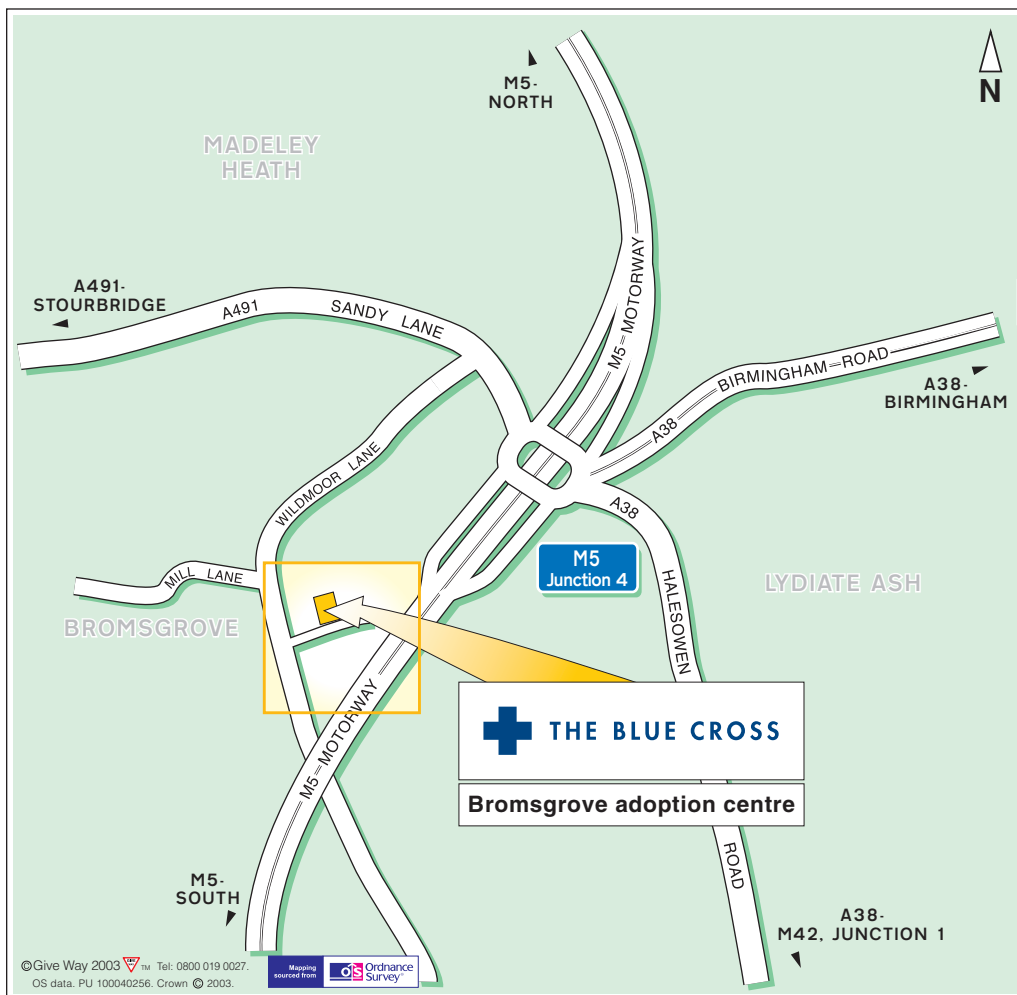 N
M5-
NORTH
MADELEY
HEATH
A491-
STOURBRIDGE
A491
SANDY LANE
M5 MOTORWAY
BIRMINGHAM ROAD
A38
A38-
BIRMINGHAM
WILDMOOR LANE
A38
M5
Junction 4
MILL LANE
HALESOWEN
LYDIATE ASH
BROMSGROVE
M5 MOTORWAY
THE BLUE CROSS
Bromsgrove adoption centre
ROAD
M5-
SOUTH
A38-
M42, JUNCTION 1
©Give Way 2003 TM Tel: 0800 019 0027.
OS data. PU 100040256. Crown © 2003.
Mapping
sourced from
OS Ordnance
Survey®